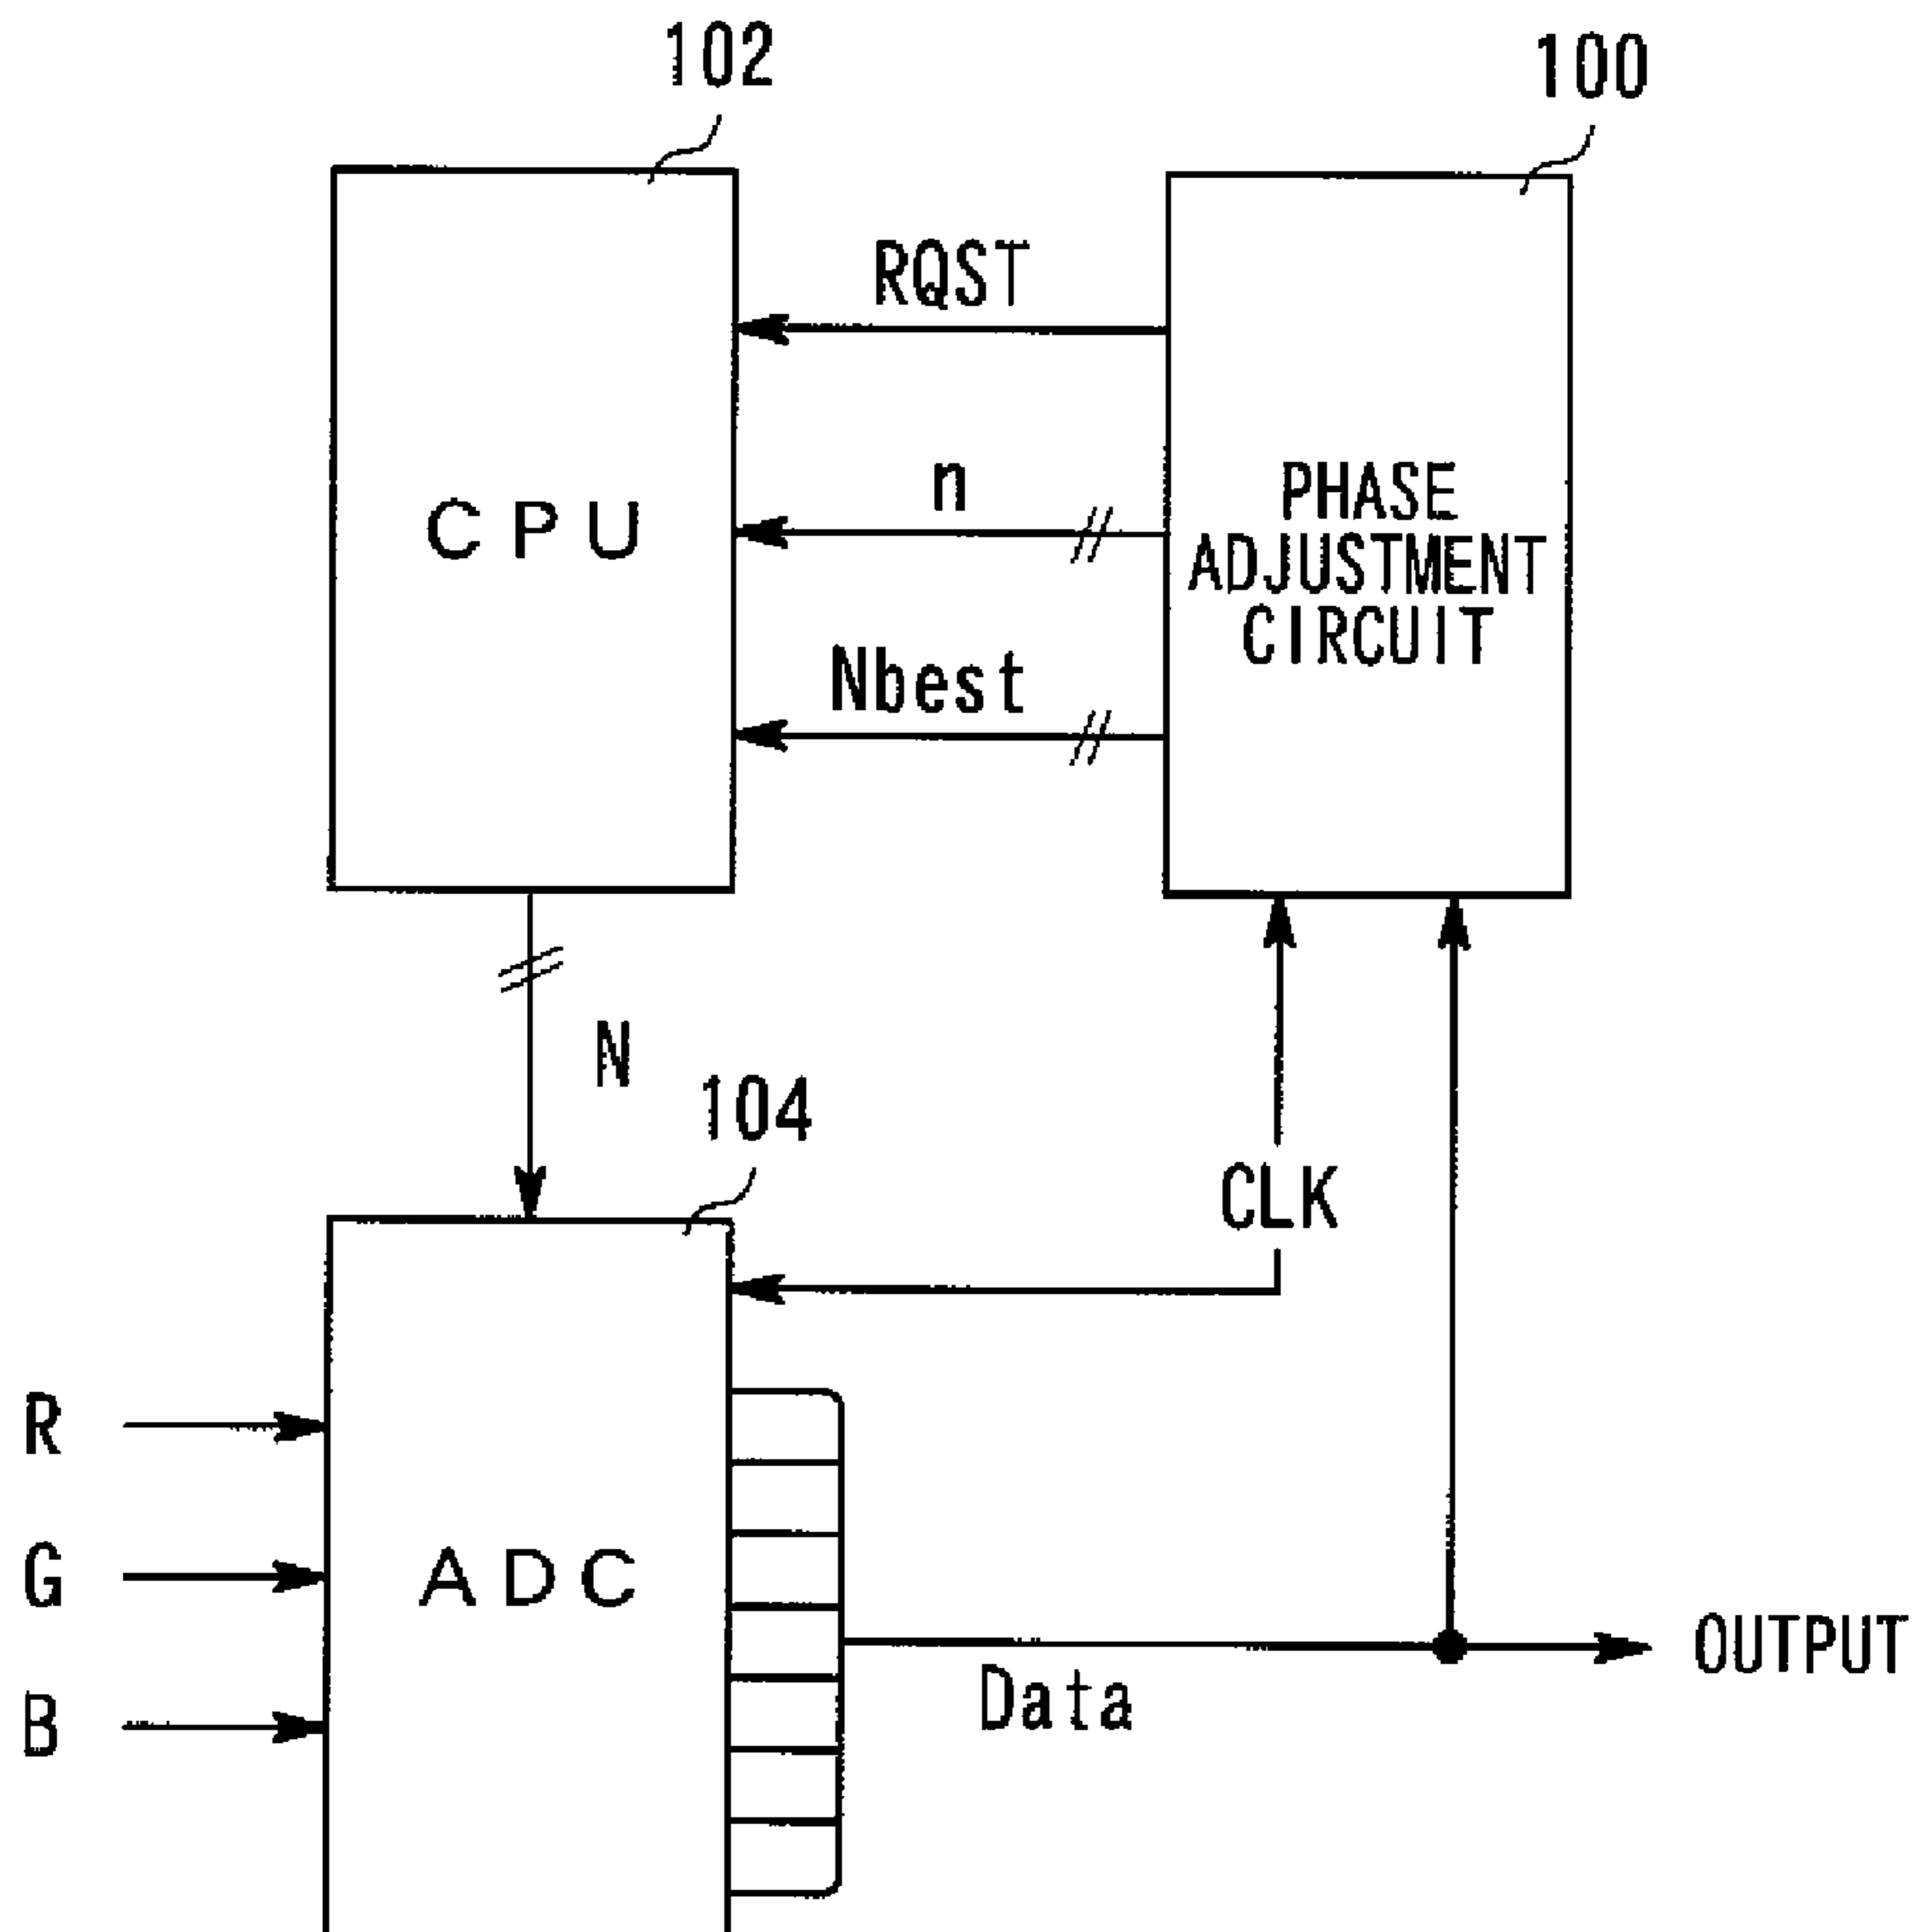 102
100
RQST
n
CPU
PHASE
ADJUSTMENT
CIRCUIT
Nbest
N
104
CLK
R
G
ADC
B
Data
OUTPUT